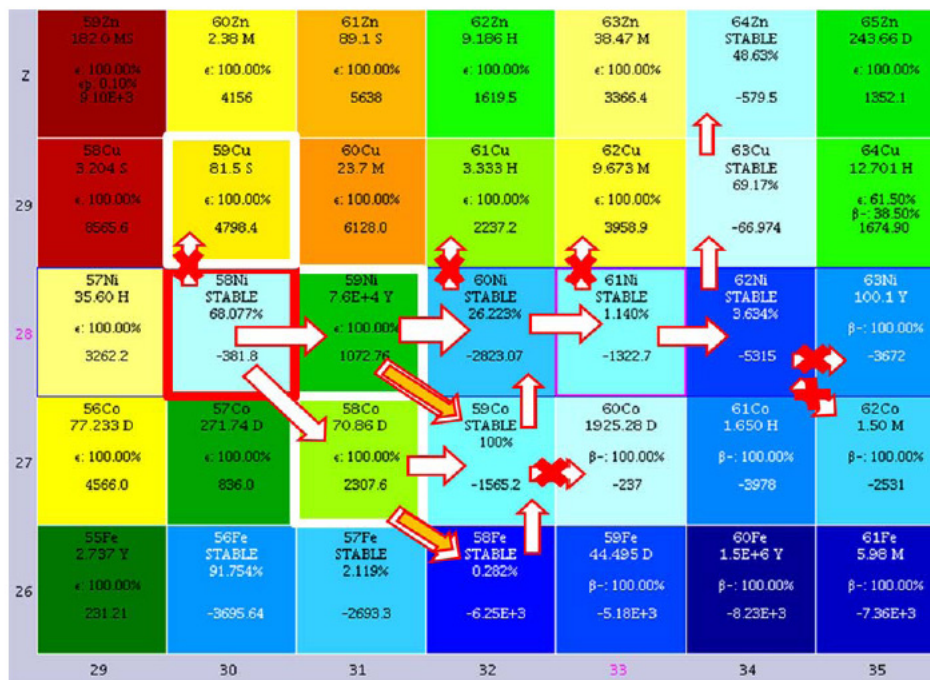 59Zn
182.0 MS
ϵ: 100.00%
ϵp: 0.10%
9.10E+3
60Zn
2.38 M
ϵ: 100.00%
4156
61Zn
89.1 S
ϵ: 100.00%
5638
62Zn
9.186 H
ϵ: 100.00%
1619.5
63Zn
38.47 M
ϵ: 100.00%
3366.4
64Zn
STABLE
48.63%
-579.5
65Zn
243.66 D
ϵ: 100.00%
1352.1
Z
58Cu
3.204 S
ϵ: 100.00%
8565.6
59Cu
81.5 S
ϵ: 100.00%
4798.4
60Cu
23.7 M
ϵ: 100.00%
6128.0
61Cu
3.333 H
ϵ: 100.00%
2237.2
62Cu
9.673 M
ϵ: 100.00%
3958.9
63Cu
STABLE
69.17%
-66.974
64Cu
12.701 H
ϵ: 61.50%
β-: 38.50%
1674.90
29
57Ni
35.60 H
ϵ: 100.00%
3262.2
58Ni
STABLE
68.077%
-381.8
59Ni
7.6E+4 Y
ϵ: 100.00%
1072.76
60Ni
STABLE
26.223%
-2823.07
61Ni
STABLE
1.140%
-1322.7
62Ni
STABLE
3.634%
-5315
63Ni
100.1 Y
β-: 100.00%
-3672
28
56Co
77.233 D
ϵ: 100.00%
4566.0
57Co
271.74 D
ϵ: 100.00%
836.0
58Co
70.86 D
ϵ: 100.00%
2307.6
59Co
STABLE
100%
-1565.2
60Co
1925.28 D
β-: 100.00%
-237
61Co
1.650 H
β-: 100.00%
-3978
62Co
1.50 M
β-: 100.00%
-2531
27
55Fe
2.737 Y
ϵ: 100.00%
231.21
56Fe
STABLE
91.754%
-3695.64
57Fe
STABLE
2.119%
-2693.3
58Fe
STABLE
0.282%
-6.25E+3
59Fe
44.495 D
β-: 100.00%
-5.18E+3
60Fe
1.5E+6 Y
β-: 100.00%
-8.23E+3
61Fe
5.98 M
β-: 100.00%
-7.36E+3
26
29 30 31 32 33 34 35